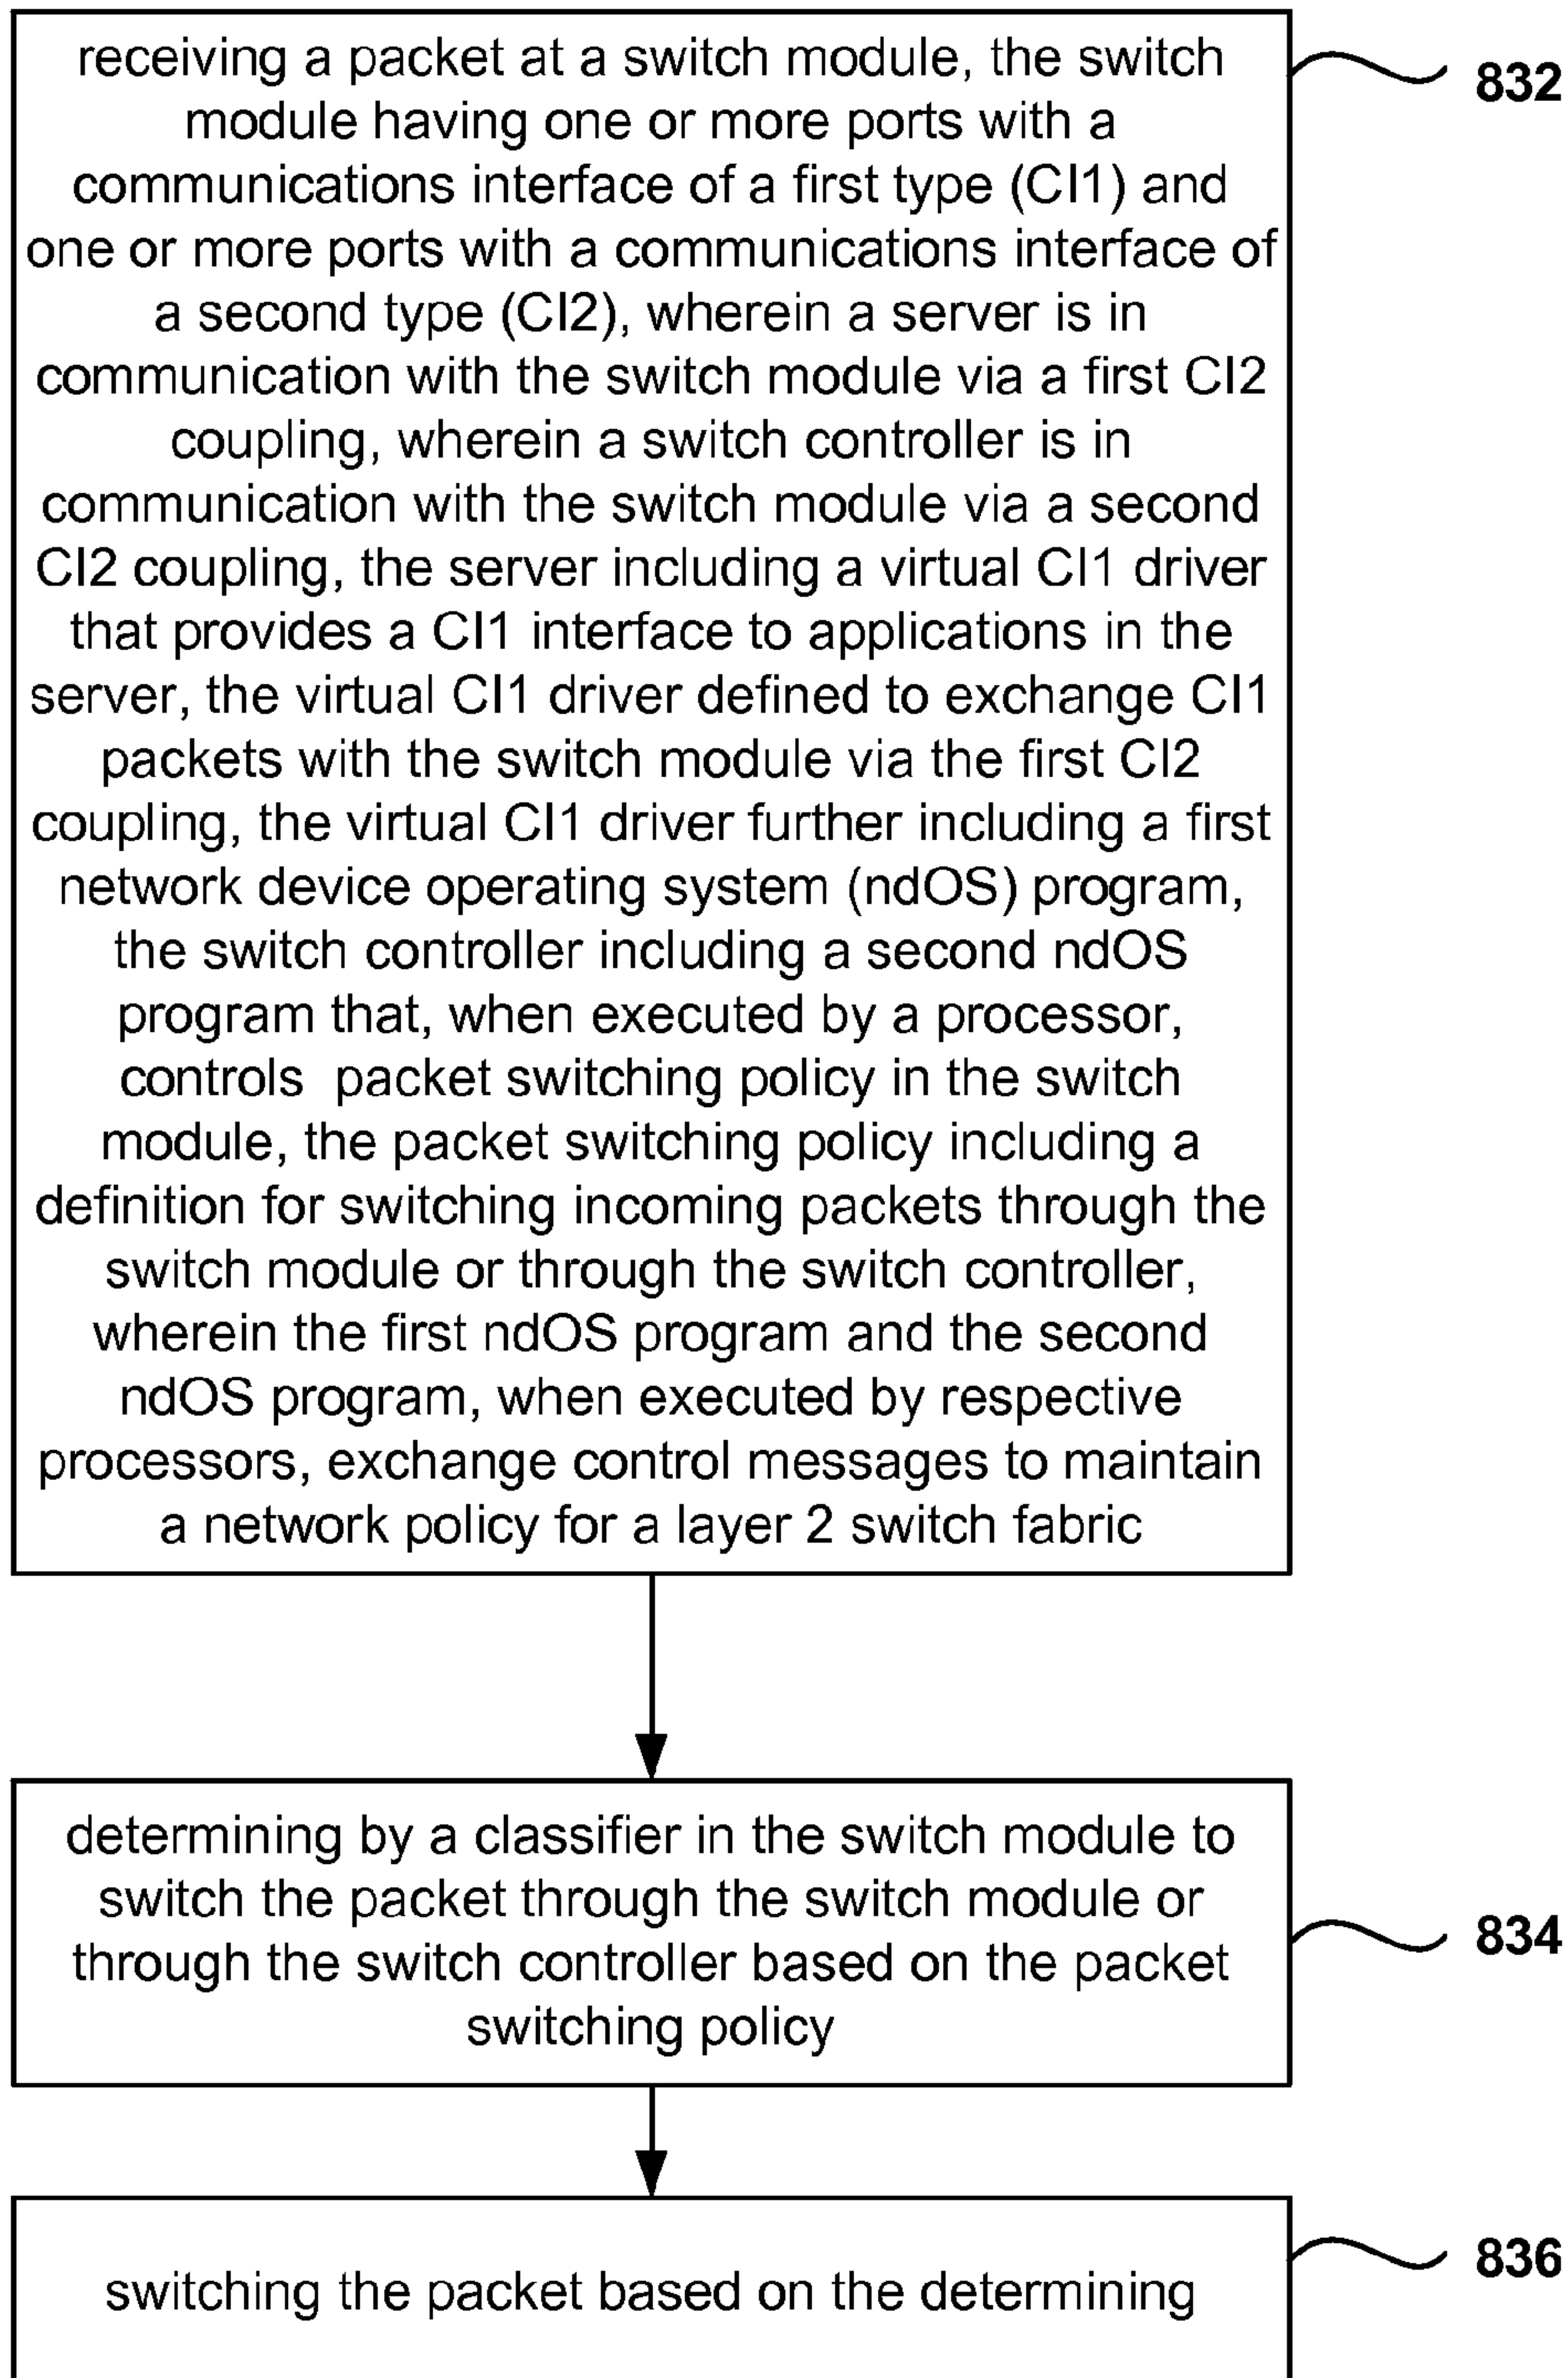 receiving a packet at a switch module, the switch
module having one or more ports with a
communications interface of a first type (CI1) and
one or more ports with a communications interface of
a second type (CI2), wherein a server is in
communication with the switch module via a first CI2
coupling, wherein a switch controller is in
communication with the switch module via a second
CI2 coupling, the server including a virtual CI1 driver
that provides a CI1 interface to applications in the
server, the virtual CI1 driver defined to exchange CI1
packets with the switch module via the first CI2
coupling, the virtual CI1 driver further including a first
network device operating system (ndOS) program,
the switch controller including a second ndOS
program that, when executed by a processor,
controls packet switching policy in the switch
module, the packet switching policy including a
definition for switching incoming packets through the
switch module or through the switch controller,
wherein the first ndOS program and the second
ndOS program, when executed by respective
processors, exchange control messages to maintain
a network policy for a layer 2 switch fabric
832
determining by a classifier in the switch module to
switch the packet through the switch module or
through the switch controller based on the packet
switching policy
834
switching the packet based on the determining
836